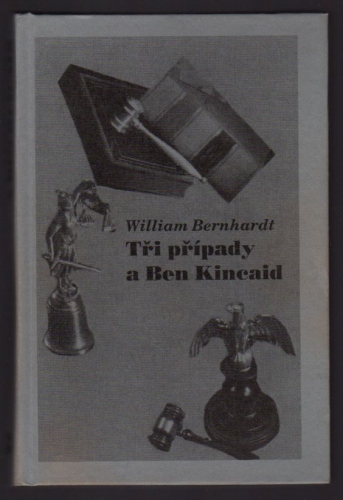 William Bernhardt
Tři případy
a Ben Kincaid